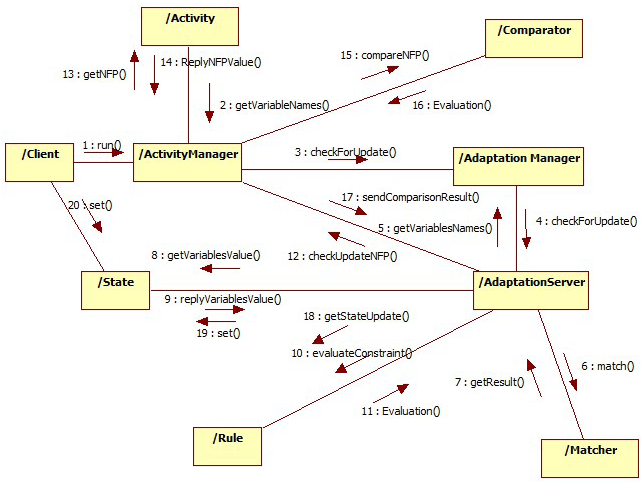 /Activity
/Comparator
15 : compareNFP()
14 : ReplyNFPValue()
13 : getNFP()
2 : getVariableNames()
16 : Evaluation()
1 : run()
/Client
/ActivityManager
3 : checkForUpdate()
/Adaptation Manager
17 : sendComparisonResult()
20 : set()
5 : getVariablesNames()
4 : checkForUpdate()
8 : getVariablesValue()
12 : checkUpdateNFP()
/State
/AdaptationServer
9 : replyVariablesValue()
18 : getStateUpdate()
19 : set()
10 : evaluateConstraint()
6 : match()
7 : getResult()
11 : Evaluation()
/Rule
/Matcher